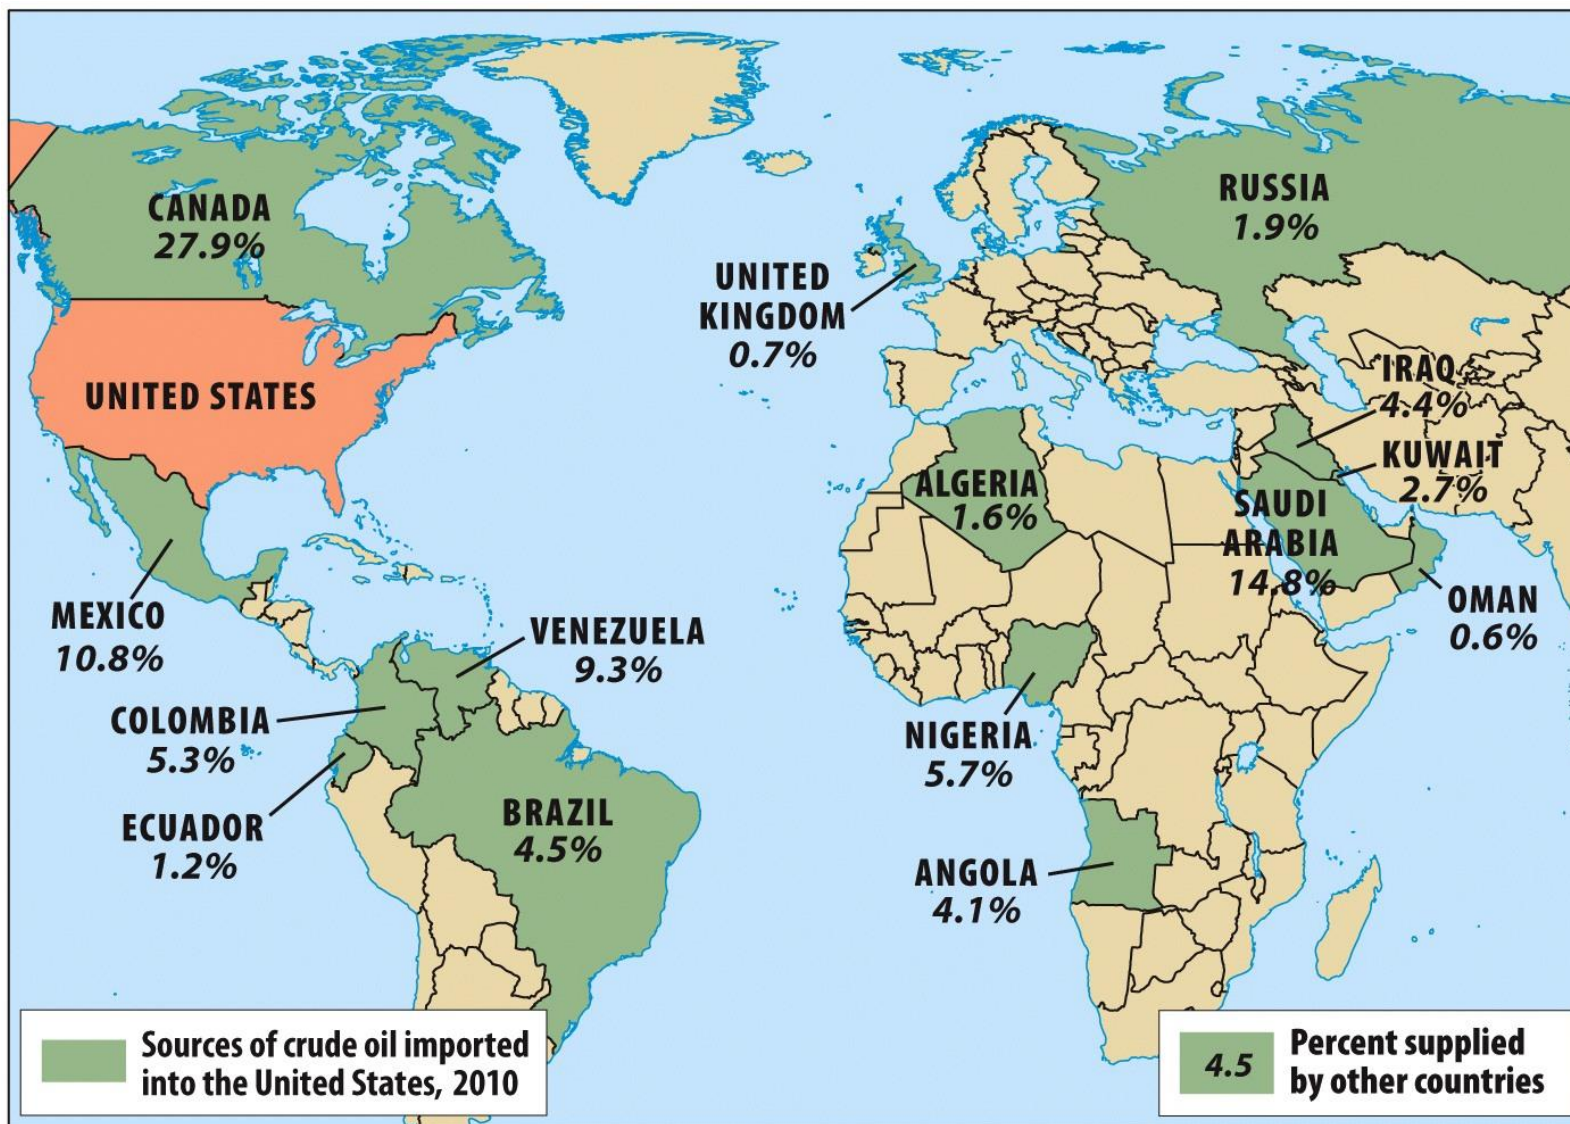 CANADA
27.9%
RUSSIA
1.9%
UNITED
KINGDOM
0.7%
UNITED STATES
IRAQ
4.4%
KUWAIT
2.7%
ALGERIA
1.6%
SAUDI
ARABIA
14.8%
OMAN
0.6%
MEXICO
10.8%
VENEZUELA
9.3%
COLOMBIA
5.3%
NIGERIA
5.7%
ECUADOR
1.2%
BRAZIL
4.5%
ANGOLA
4.1%
Sources of crude oil imported
into the United States, 2010
4.5
Percent supplied
by other countries